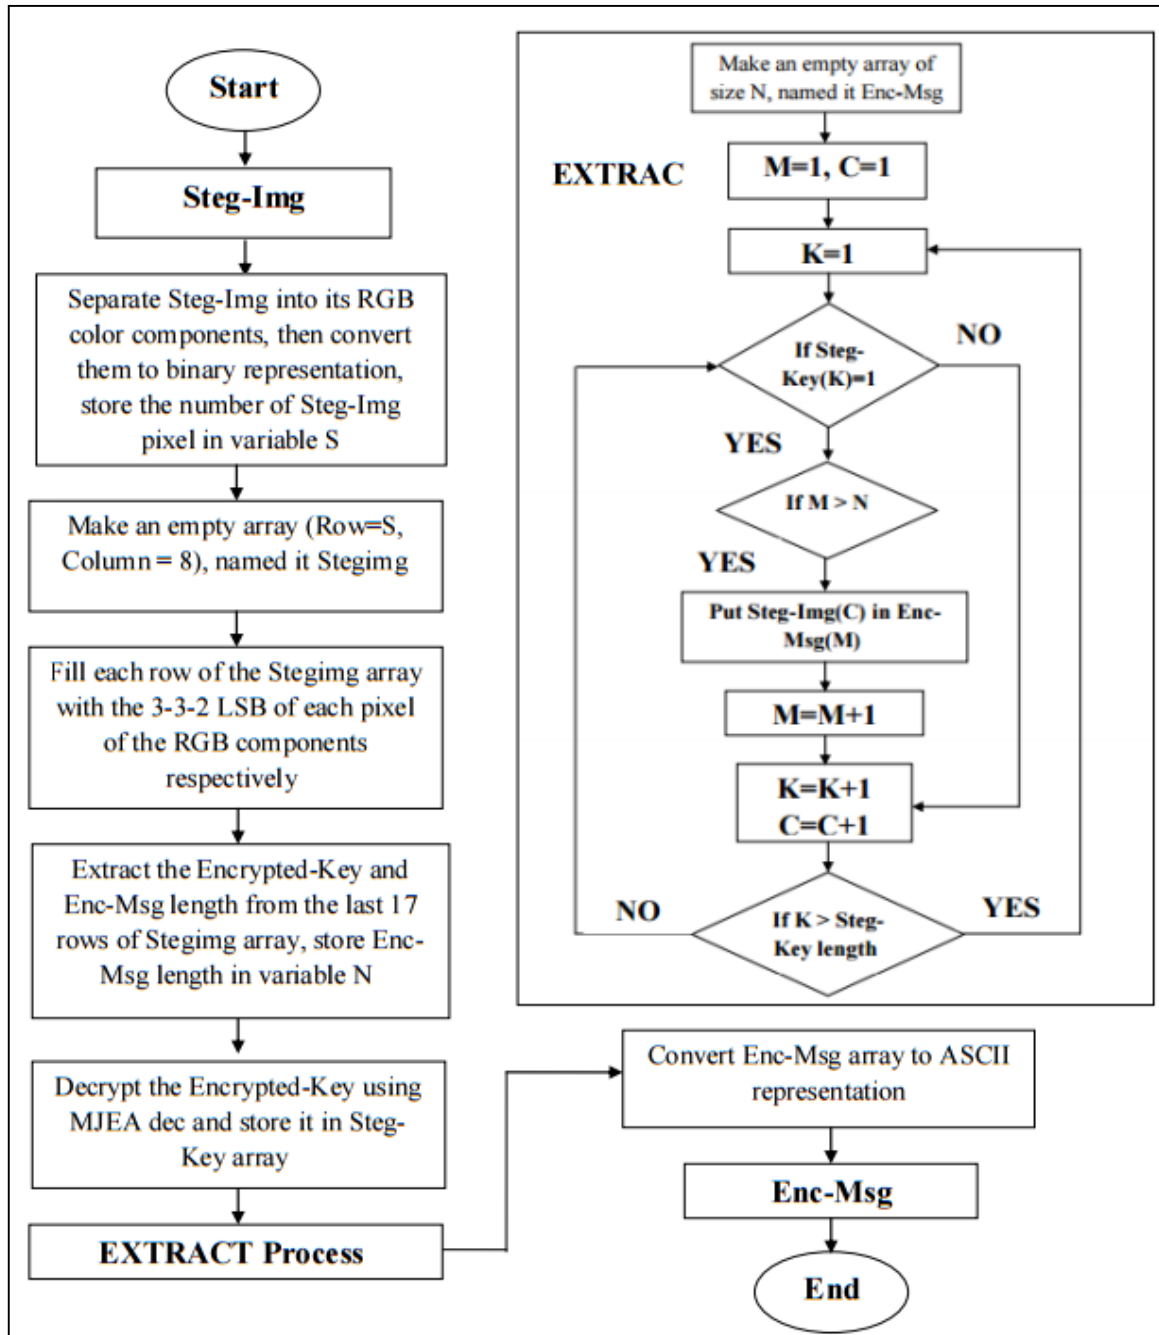 Start
Steg-Img
Separate Steg-Img into its RGB
color components, then convert
them to binary representation,
store the number of Steg-Img
pixel in variable S
Make an empty array (Row=S,
Column = 8), named it Stegimg
Fill each row of the Stegimg array
with the 3-3-2 LSB of each pixel
of the RGB components
respectively
Extract the Encrypted-Key and
Enc-Msg length from the last 17
rows of Stegimg array, store Enc-
Msg length in variable N
Decrypt the Encrypted-Key using
MJEA dec and store it in Steg-
Key array
EXTRACT Process
Make an empty array of
size N, named it Enc-Msg
EXTRAC
M=1, C=1
K=1
If Steg-
Key(K)=1
NO
YES
If M > N
YES
Put Steg-Img(C) in Enc-
Msg(M)
M=M+1
K=K+1
C=C+1
NO
If K > Steg-
Key length
YES
Convert Enc-Msg array to ASCII
representation
Enc-Msg
End